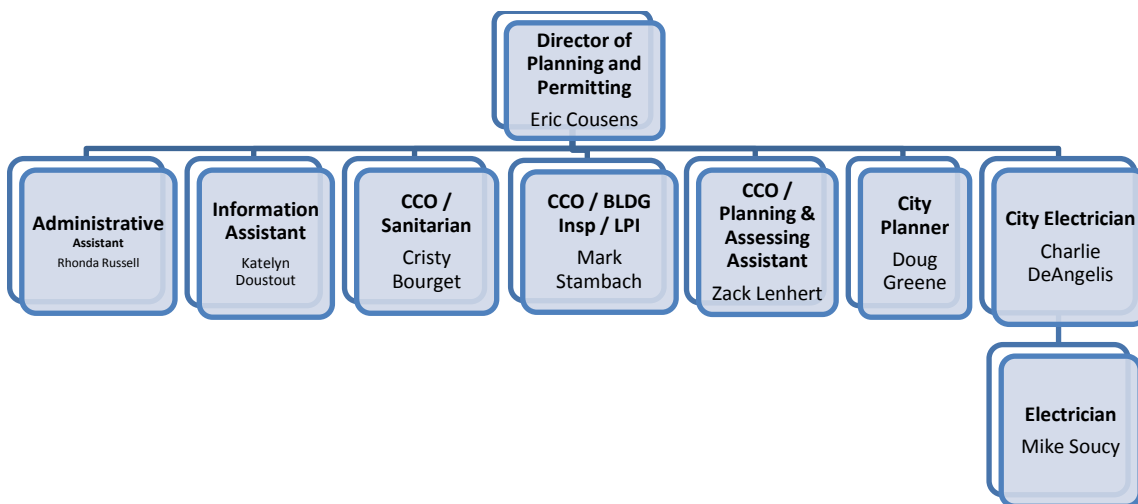 Director of
Planning and
Permitting
Eric Cousens
Administrative
Assistant
Rhonda Russell
Information
Assistant
Katelyn
Doustout
CCO /
Sanitarian
Cristy
Bourget
CCO / BLDG
Insp / LPI
Mark
Stambach
CCO /
Planning &
Assessing
Assistant
Zack Lenhert
City
Planner
Doug
Greene
City Electrician
Charlie
DeAngelis
Electrician
Mike Soucy